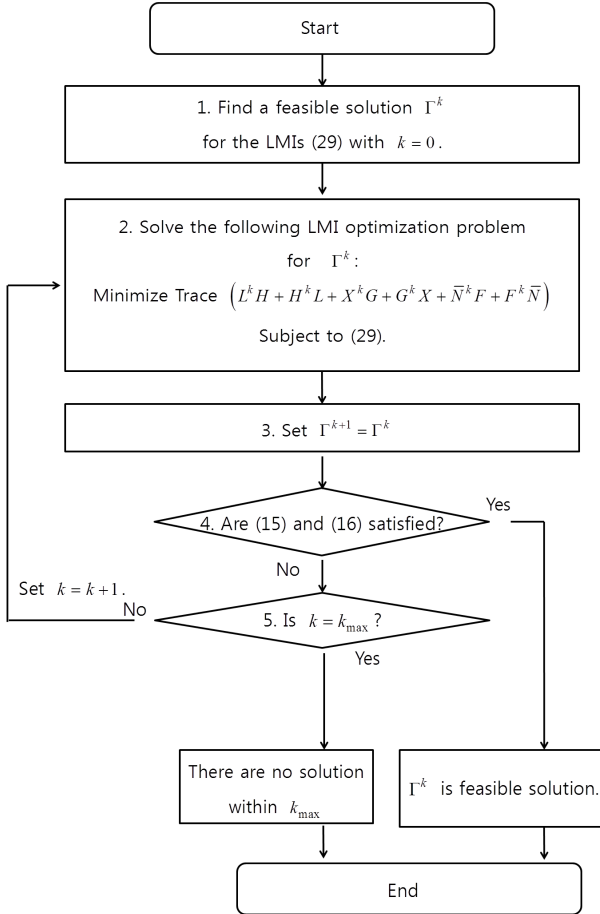 Start
1. Find a feasible solution Γ^k
for the LMIs (29) with k = 0.
2. Solve the following LMI optimization problem
for Γ^k :
Minimize Trace (L^k H + H^k L + X^k G + G^k X + N̅^k F + F^k N̅)
Subject to (29).
3. Set Γ^{k+1} = Γ^k
4. Are (15) and (16) satisfied?
Yes
No
Set k = k+1.
No
5. Is k = k_max ?
Yes
There are no solution
within k_max
Γ^k is feasible solution.
End